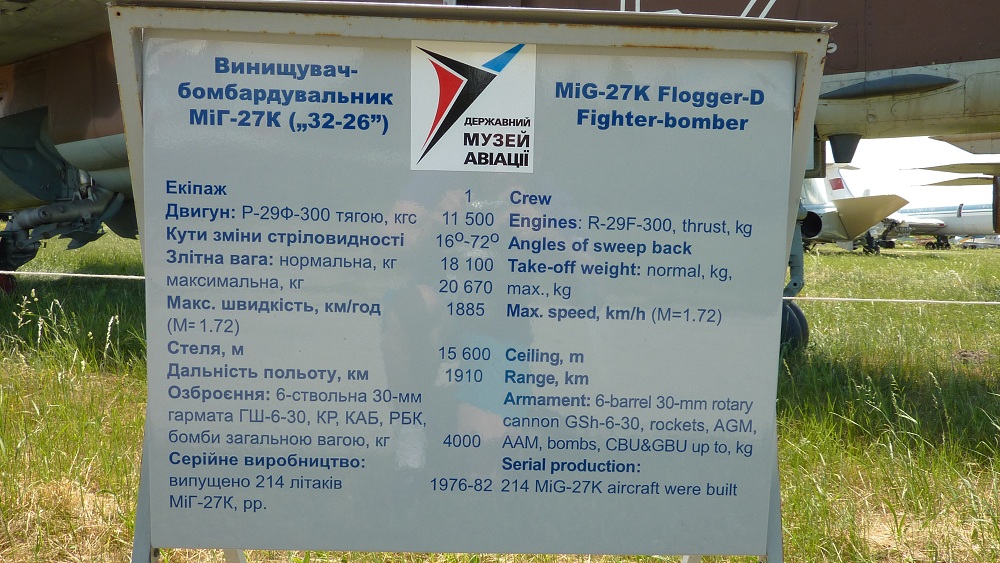 Винищувач-
бомбардувальник
МіГ-27К („32-26”)
ДЕРЖАВНИЙ
МУЗЕЙ
АВІАЦІЇ
MiG-27K Flogger-D
Fighter-bomber
Екіпаж 1 Crew
Двигун: Р-29Ф-300 тягою, кгс 11 500 Engines: R-29F-300, thrust, kg
Кути зміни стріловидності 16º-72º Angles of sweep back
Злітна вага: нормальна, кг 18 100 Take-off weight: normal, kg,
максимальна, кг 20 670 max., kg
Макс. швидкість, км/год 1885 Max. speed, km/h (M=1.72)
(M=1.72)
Стеля, м 15 600 Ceiling, m
Дальність польоту, км 1910 Range, km
Озброєння: 6-ствольна 30-мм Armament: 6-barrel 30-mm rotary
гармата ГШ-6-30, КР, КАБ, РБК, cannon GSh-6-30, rockets, AGM,
бомби загальною вагою, кг 4000 AAM, bombs, CBU&GBU up to, kg
Серійне виробництво: Serial production:
випущено 214 літаків 1976-82 214 MiG-27K aircraft were built
МіГ-27К, рр.